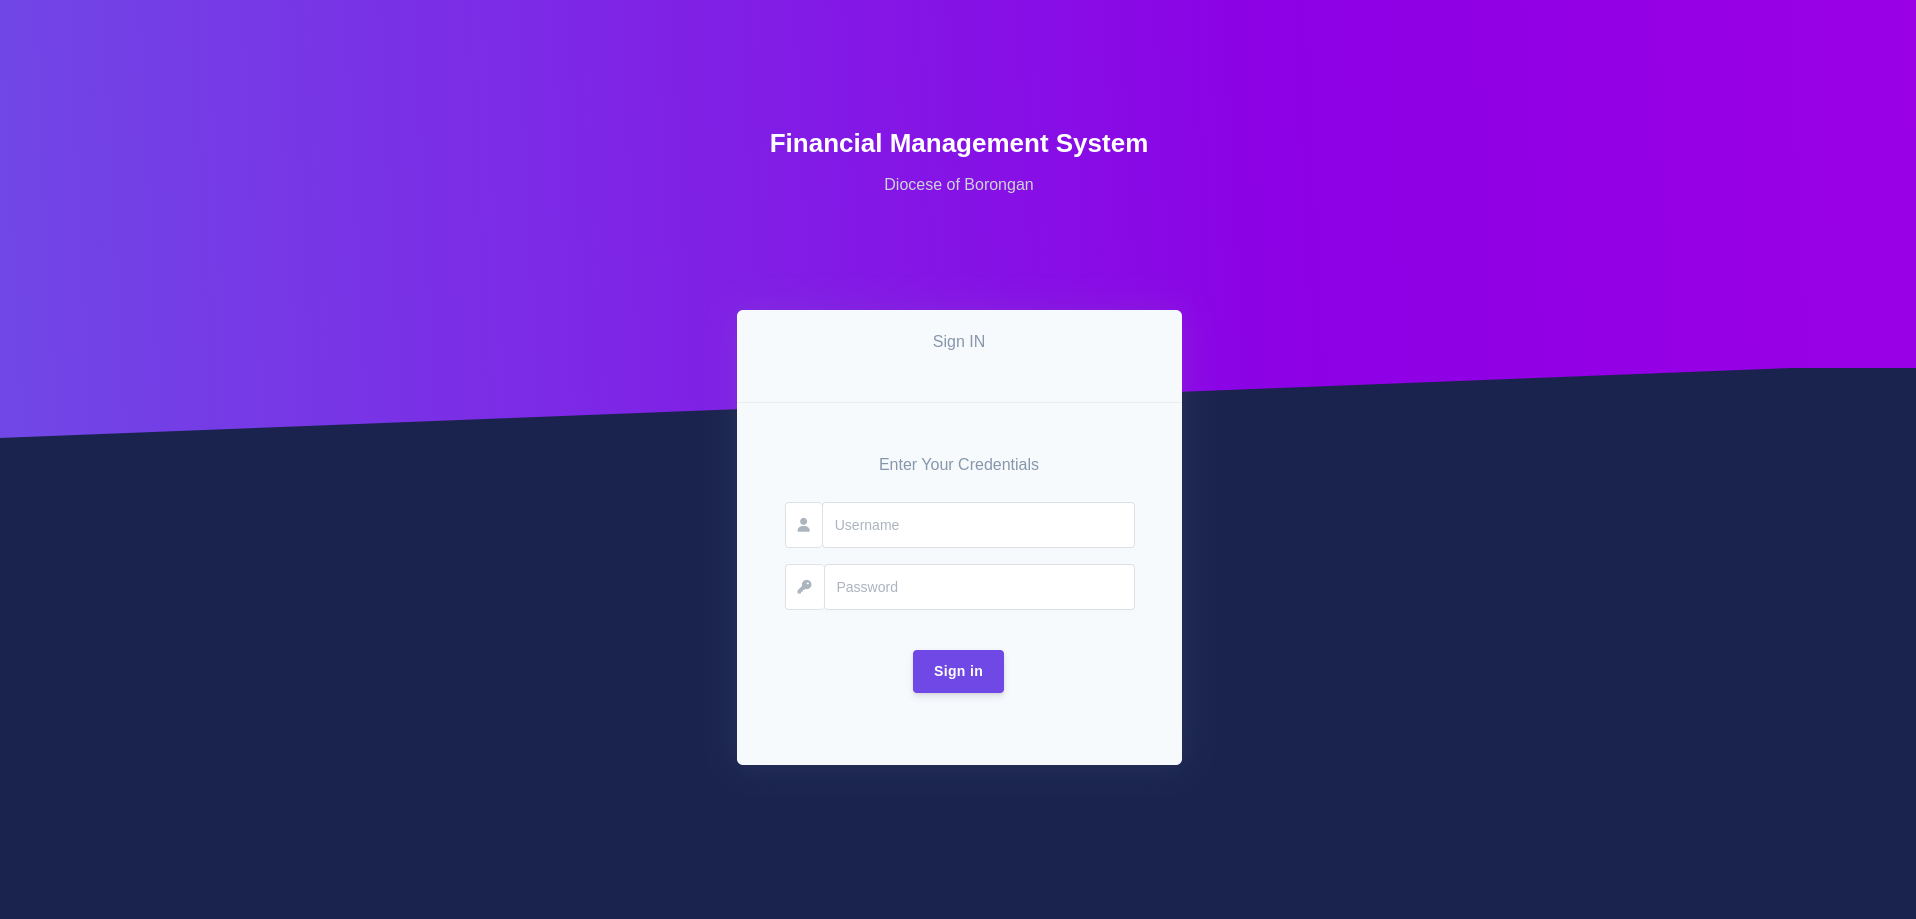 Financial Management System
Diocese of Borongan
Sign IN
Enter Your Credentials
Username
Password
Sign in